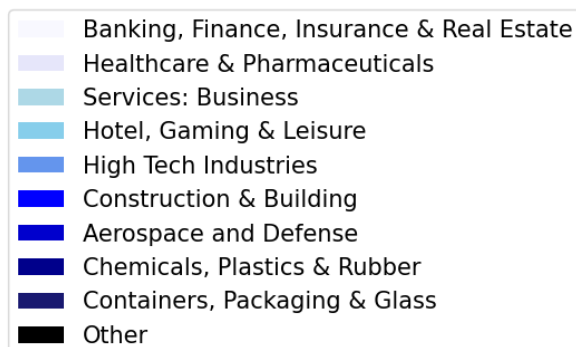 Banking, Finance, Insurance & Real Estate
Healthcare & Pharmaceuticals
Services: Business
Hotel, Gaming & Leisure
High Tech Industries
Construction & Building
Aerospace and Defense
Chemicals, Plastics & Rubber
Containers, Packaging & Glass
Other